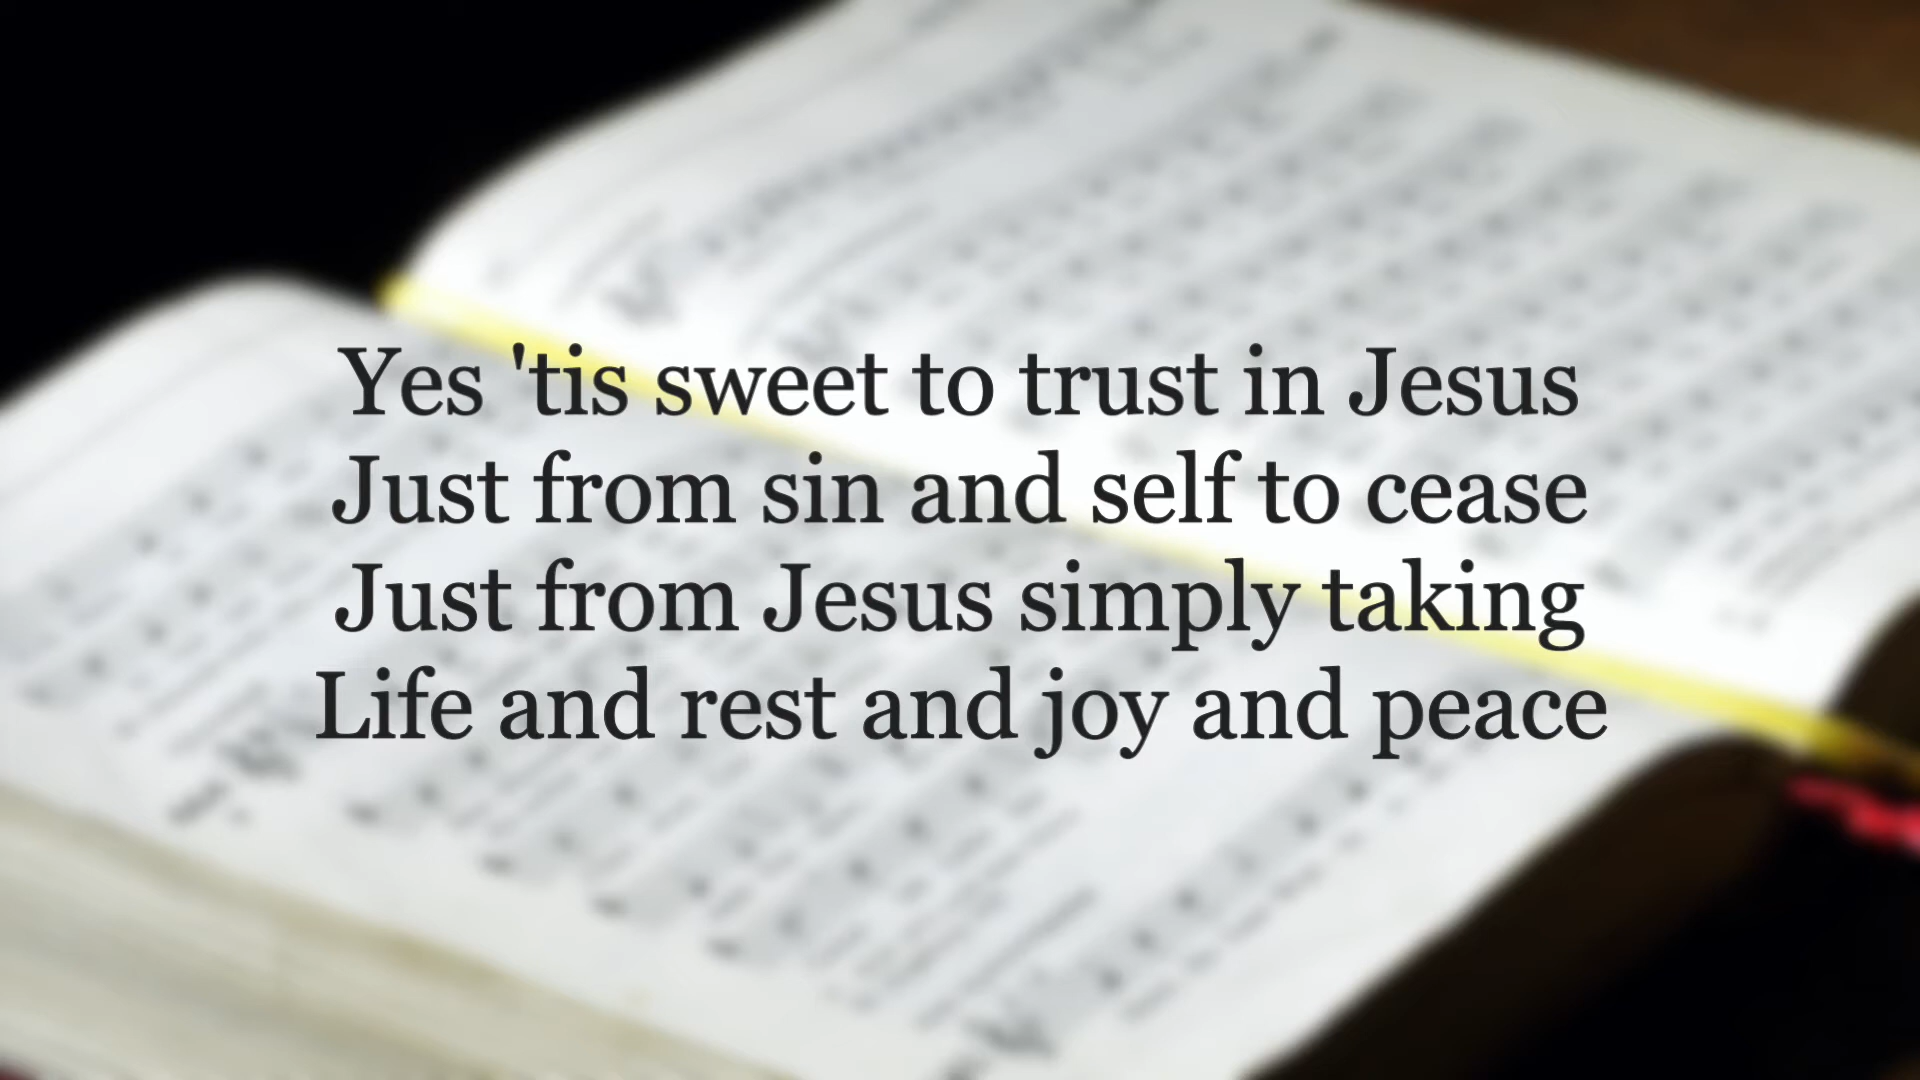 Yes 'tis sweet to trust in Jesus
Just from sin and self to cease
Just from Jesus simply taking
Life and rest and joy and peace